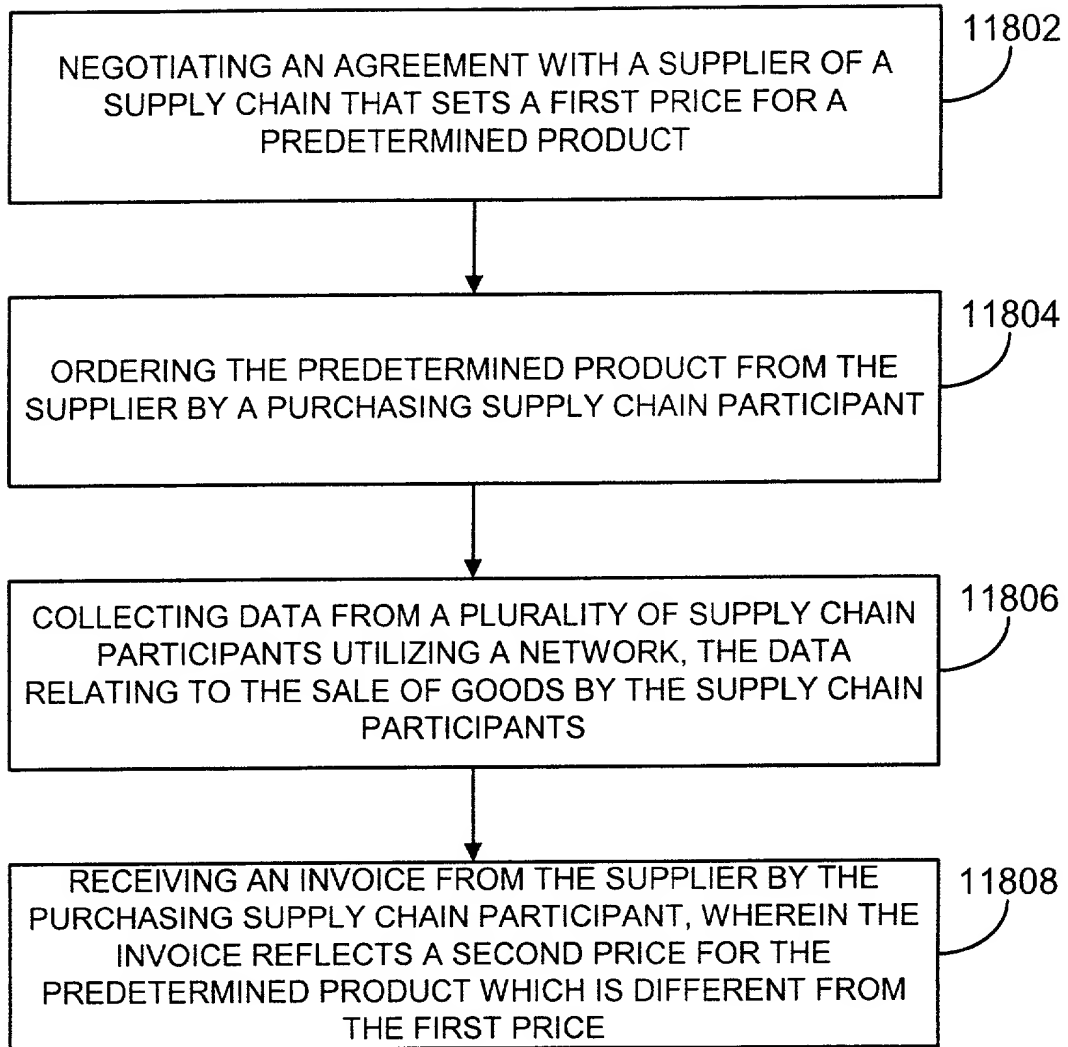 11802
NEGOTIATING AN AGREEMENT WITH A SUPPLIER OF A
SUPPLY CHAIN THAT SETS A FIRST PRICE FOR A
PREDETERMINED PRODUCT
11804
ORDERING THE PREDETERMINED PRODUCT FROM THE
SUPPLIER BY A PURCHASING SUPPLY CHAIN PARTICIPANT
11806
COLLECTING DATA FROM A PLURALITY OF SUPPLY CHAIN
PARTICIPANTS UTILIZING A NETWORK, THE DATA
RELATING TO THE SALE OF GOODS BY THE SUPPLY CHAIN
PARTICIPANTS
11808
RECEIVING AN INVOICE FROM THE SUPPLIER BY THE
PURCHASING SUPPLY CHAIN PARTICIPANT, WHEREIN THE
INVOICE REFLECTS A SECOND PRICE FOR THE
PREDETERMINED PRODUCT WHICH IS DIFFERENT FROM
THE FIRST PRICE